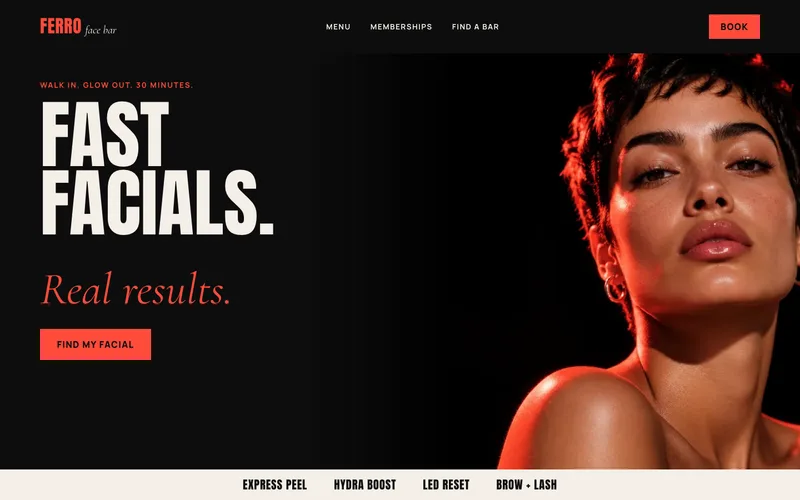 FERRO face bar
MENU
MEMBERSHIPS
FIND A BAR
BOOK
WALK IN. GLOW OUT. 30 MINUTES.
FAST
FACIALS.
Real results.
FIND MY FACIAL
EXPRESS PEEL
HYDRA BOOST
LED RESET
BROW + LASH